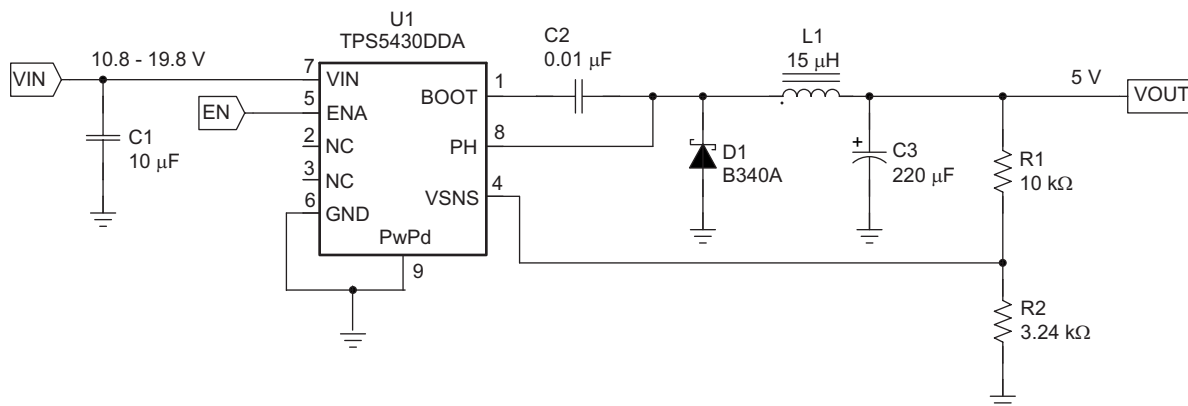 U1
TPS5430DDA
VIN
10.8 - 19.8 V
C1
10 μF
EN
7
VIN
5
ENA
2
NC
3
NC
6
GND
BOOT
1
PH
8
VSNS
4
PwPd
9
C2
0.01 μF
D1
B340A
L1
15 μH
C3
220 μF
+
5 V
VOUT
R1
10 kΩ
R2
3.24 kΩ